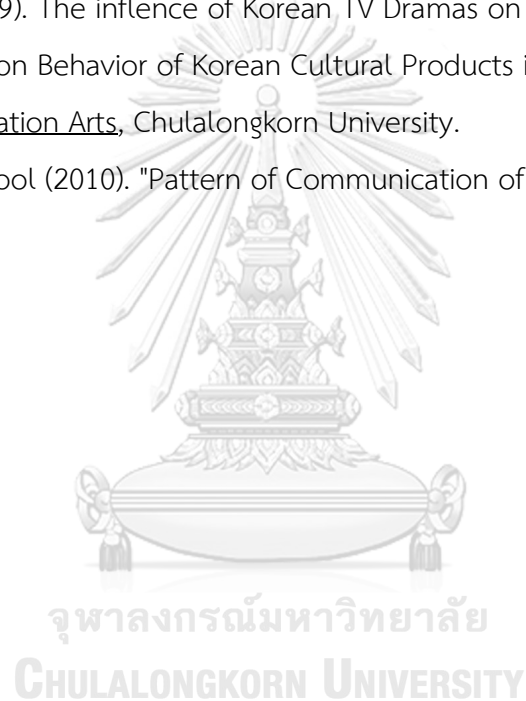 9). The inflence of Korean TV Dramas on
on Behavior of Korean Cultural Products i
ation Arts, Chulalongkorn University.
ool (2010). "Pattern of Communication of
จุฬาลงกรณ์มหาวิทยาลัย
CHULALONGKORN UNIVERSITY